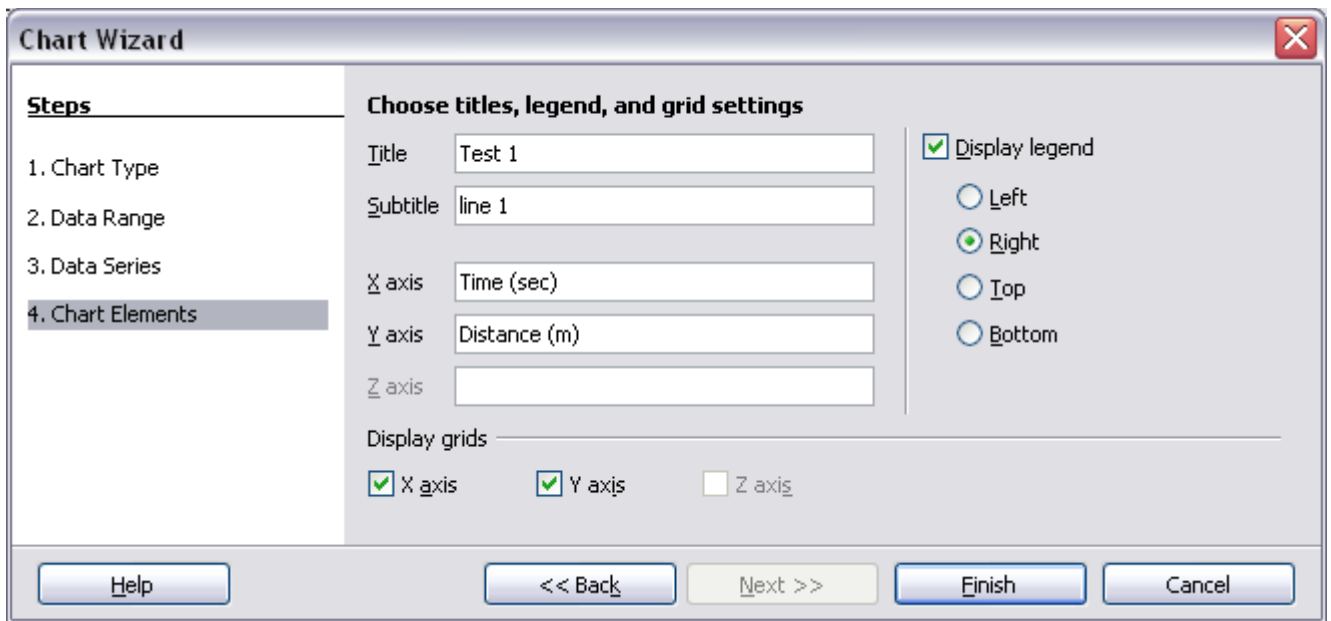 Chart Wizard
Steps
1. Chart Type
2. Data Range
3. Data Series
4. Chart Elements
Choose titles, legend, and grid settings
Title Test 1
Subtitle line 1
X axis Time (sec)
Y axis Distance (m)
Z axis
Display legend
Left
Right
Top
Bottom
Display grids
X axis Y axis Z axis
Help << Back Next >> Finish Cancel